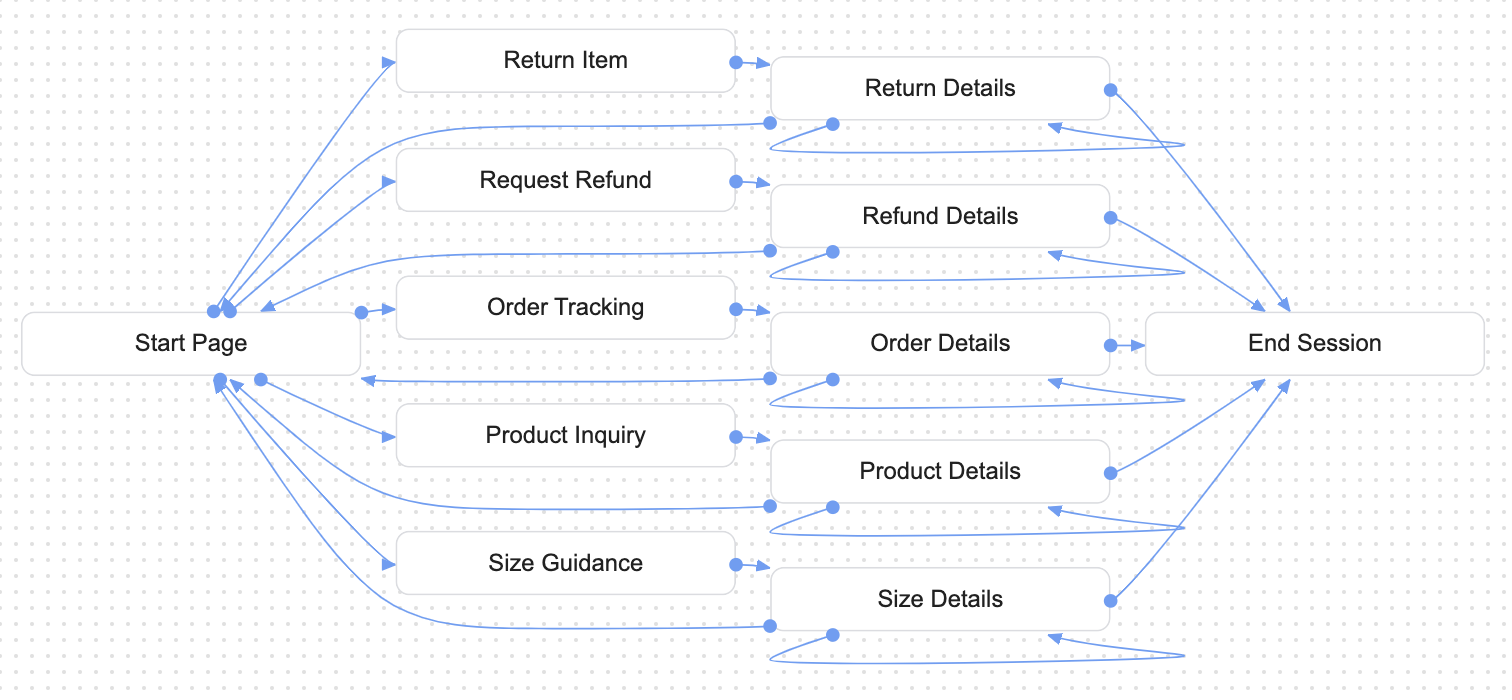 Return Item
Return Details
Request Refund
Refund Details
Order Tracking
Start Page
Order Details
End Session
Product Inquiry
Product Details
Size Guidance
Size Details